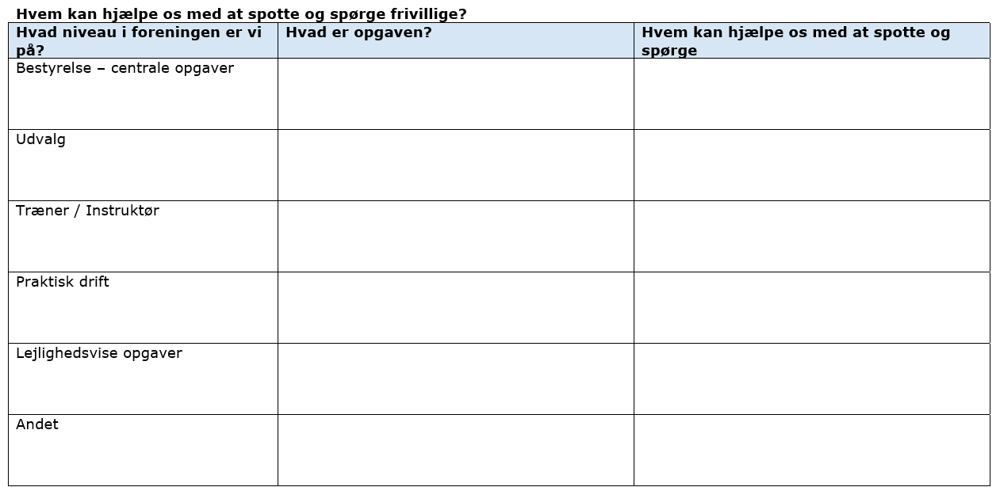 Hvem kan hjælpe os med at spotte og spørge frivillige?
Hvad niveau i foreningen er vi på?
Hvad er opgaven?
Hvem kan hjælpe os med at spotte og spørge
Bestyrelse – centrale opgaver
Udvalg
Træner / Instruktør
Praktisk drift
Lejlighedsvise opgaver
Andet